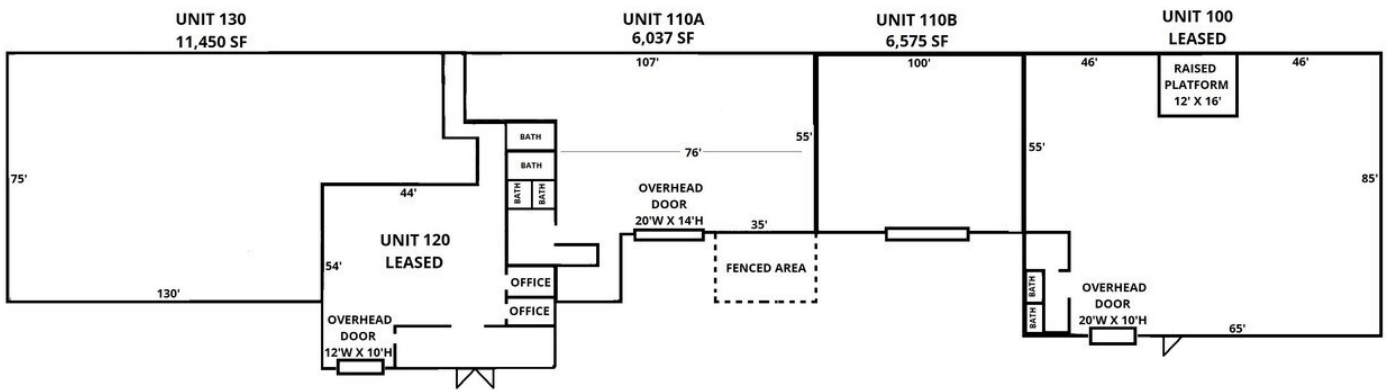 UNIT 130
11,450 SF
UNIT 110A
6,037 SF
UNIT 110B
6,575 SF
UNIT 100
LEASED
107'
100'
46'
46'
RAISED
PLATFORM
12' X 16'
BATH
55'
55'
76'
BATH
75'
85'
44'
BATH
BATH
OVERHEAD
DOOR
20'W X 14'H
35'
UNIT 120
LEASED
54'
FENCED AREA
OFFICE
BATH
130'
OFFICE
BATH
OVERHEAD
DOOR
20'W X 10'H
65'
OVERHEAD
DOOR
12'W X 10'H